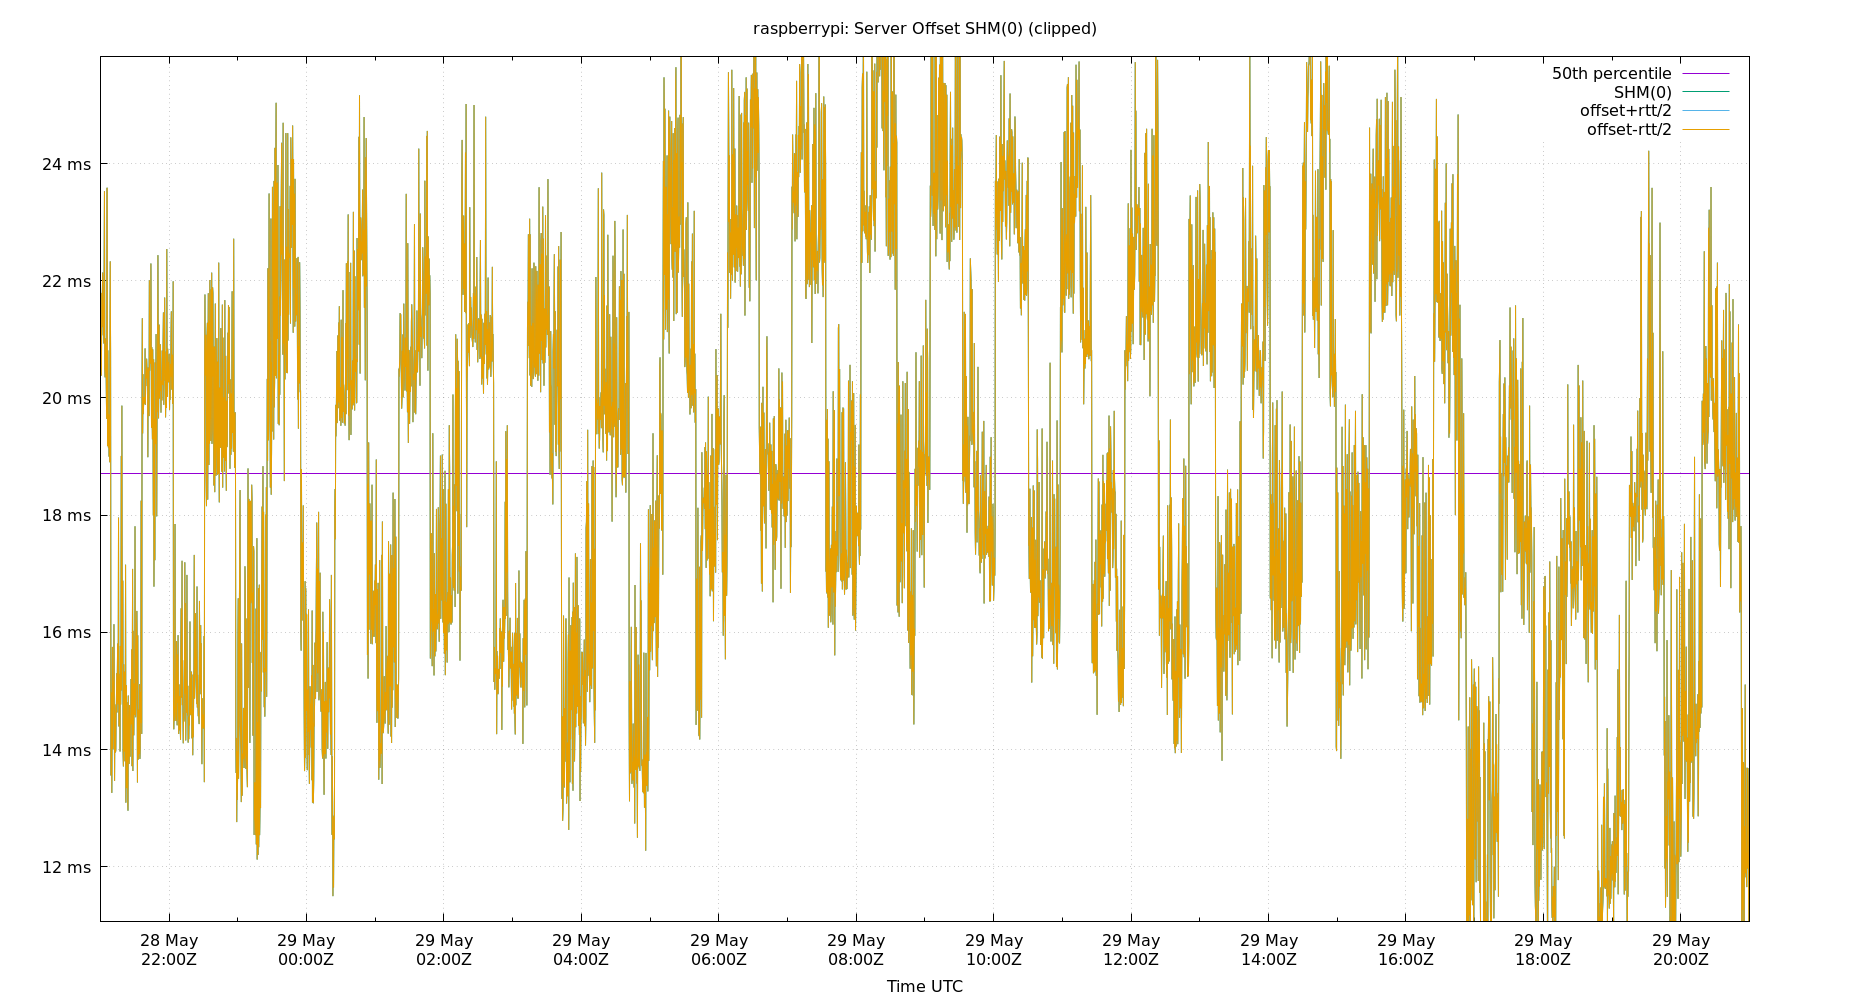 raspberrypi: Server Offset SHM(0) (clipped)
50th percentile
SHM(0)
offset+rtt/2
offset-rtt/2
24 ms
22 ms
20 ms
18 ms
16 ms
14 ms
12 ms
28 May 29 May 29 May 29 May 29 May 29 May 29 May 29 May 29 May 29 May 29 May 29 May
22:00Z 00:00Z 02:00Z 04:00Z 06:00Z 08:00Z 10:00Z 12:00Z 14:00Z 16:00Z 18:00Z 20:00Z
Time UTC